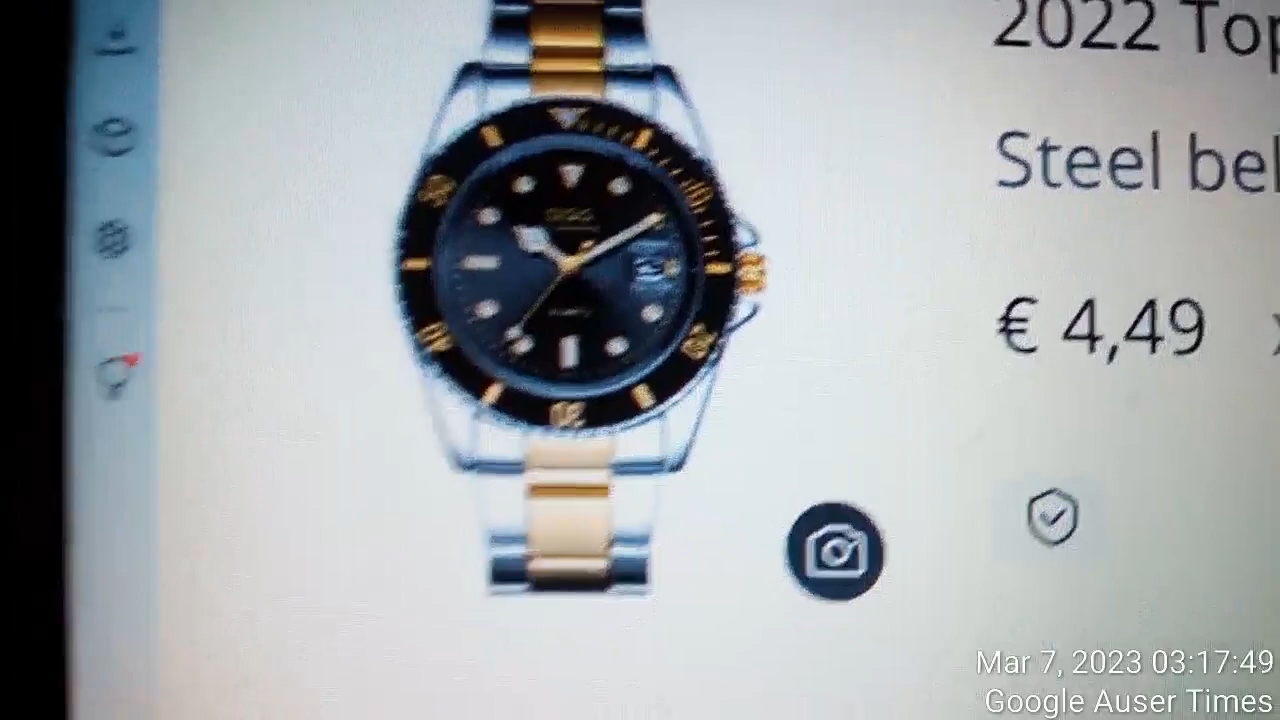 2022 Top
Steel bel
€ 4,49
Mar 7, 2023 03:17:49
Google Auser Times